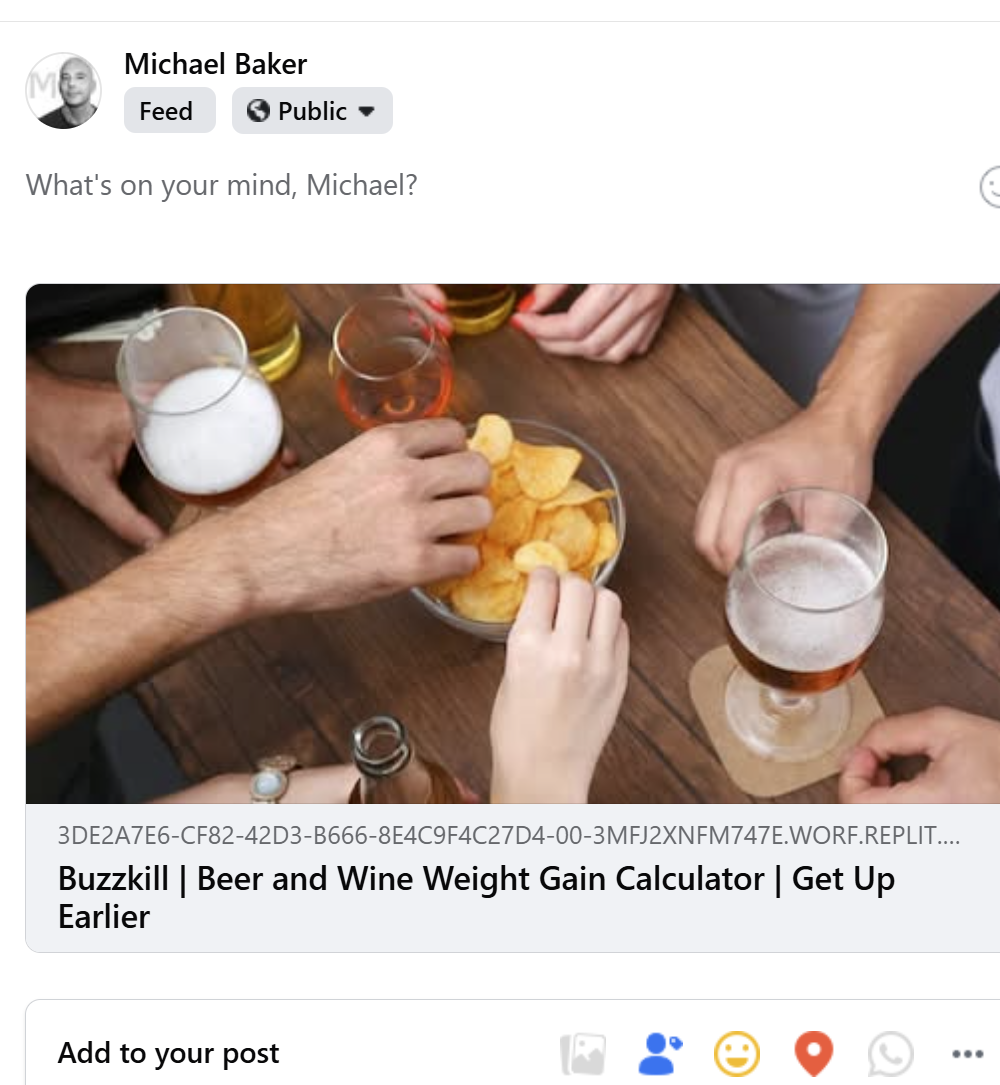 Michael Baker
Feed
Public
What's on your mind, Michael?
3DE2A7E6-CF82-42D3-B666-8E4C9F4C27D4-00-3MFJ2XNFM747E.WORF.REPLIT....
Buzzkill | Beer and Wine Weight Gain Calculator | Get Up
Earlier
Add to your post